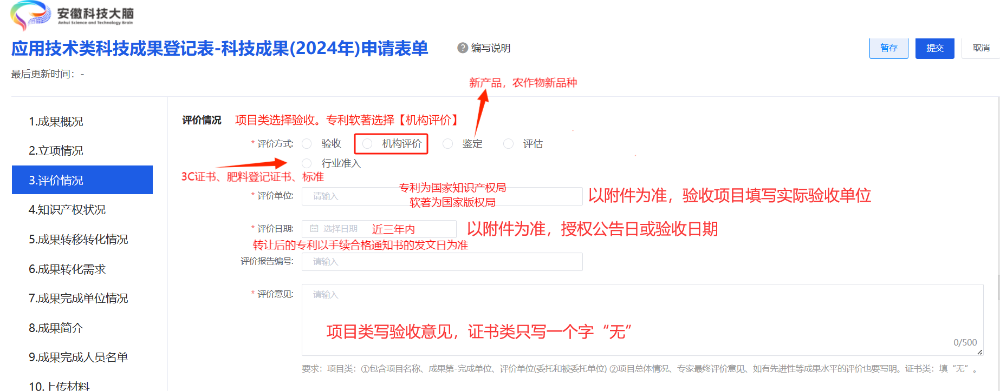 安徽科技大脑
Anhui Science and Technology Brain
应用技术类科技成果登记表-科技成果(2024年)申请表单
? 编写说明
暂存
提交
取消
最后更新时间：-
新产品，农作物新品种
1.成果概况
2.立项情况
3.评价情况
4.知识产权状况
5.成果转移转化情况
6.成果转化需求
7.成果完成单位情况
8.成果简介
9.成果完成人员名单
10.上传材料
评价情况 项目类选择验收。专利软著选择【机构评价】
* 评价方式: 验收 机构评价 鉴定 评估
行业准入
3C证书、肥料登记证书、标准
专利为国家知识产权局
* 评价单位: 请输入 以附件为准，验收项目填写实际验收单位
软著为国家版权局
* 评价日期: 选择日期 近三年内 以附件为准，授权公告日或验收日期
转让后的专利以手续合格通知书的发文日为准
评价报告编号: 请输入
* 评价意见: 请输入
项目类写验收意见，证书类只写一个字“无”
0/500
要求：项目类：①包含项目名称、成果第-完成单位、评价单位(委托和被委托单位) ②项目总体情况、专家最终评价意见、如有先进性等成果水平的评价也要写明。证书类：填“无”。